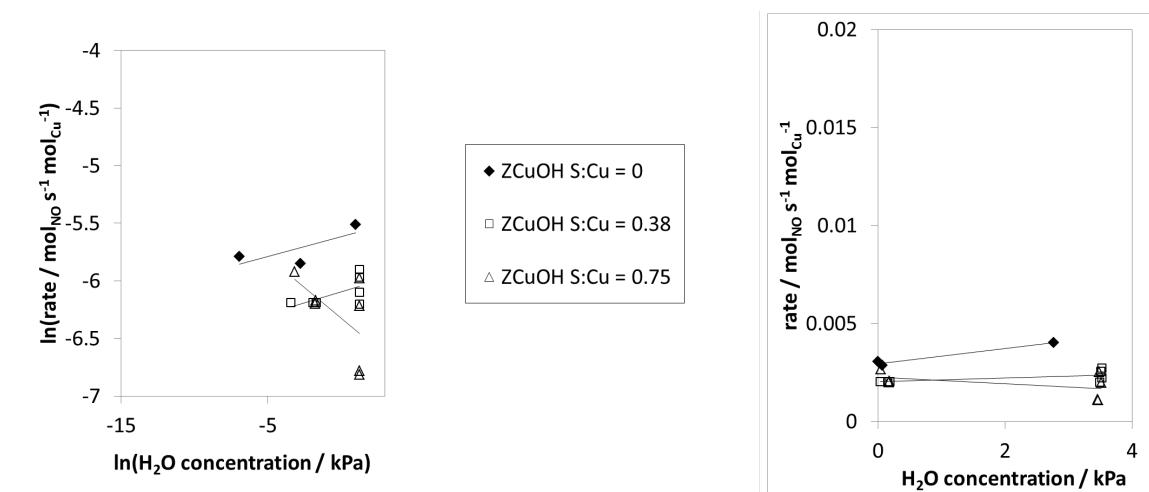 -4
-4.5
-5
-5.5
-6
-6.5
-7
-15
-5
ln(rate / mol_NO s^-1 mol_Cu^-1)
ln(H₂O concentration / kPa)
ZCuOH S:Cu = 0
ZCuOH S:Cu = 0.38
ZCuOH S:Cu = 0.75
0.02
0.015
0.01
0.005
0
0
2
4
rate / mol_NO s^-1 mol_Cu^-1
H₂O concentration / kPa